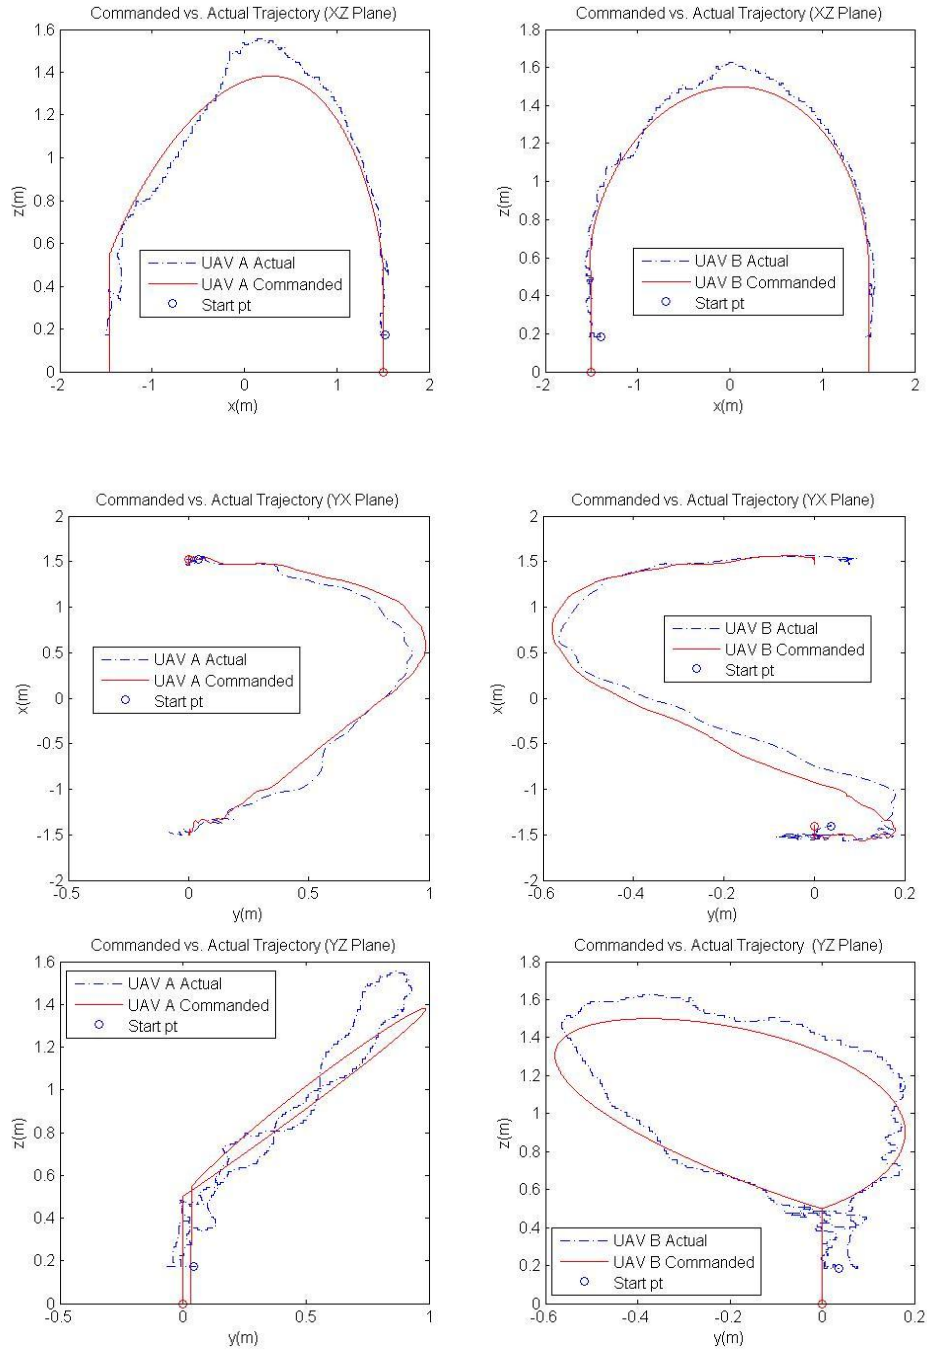 Commanded vs. Actual Trajectory (XZ Plane)
1.6
1.4
1.2
1
0.8
0.6
0.4
0.2
0
z(m)
UAV A Actual
UAV A Commanded
Start pt
-2
-1
0
1
2
x(m)
Commanded vs. Actual Trajectory (XZ Plane)
1.8
1.6
1.4
1.2
1
0.8
0.6
0.4
0.2
0
z(m)
UAV B Actual
UAV B Commanded
Start pt
-2
-1
0
1
2
x(m)
Commanded vs. Actual Trajectory (YX Plane)
2
1.5
1
0.5
0
-0.5
-1
-1.5
-2
x(m)
UAV A Actual
UAV A Commanded
Start pt
-0.5
0
0.5
1
y(m)
Commanded vs. Actual Trajectory (YX Plane)
2
1.5
1
0.5
0
-0.5
-1
-1.5
-2
x(m)
UAV B Actual
UAV B Commanded
Start pt
-0.6
-0.4
-0.2
0
0.2
y(m)
Commanded vs. Actual Trajectory (YZ Plane)
1.6
1.4
1.2
1
0.8
0.6
0.4
0.2
0
z(m)
UAV A Actual
UAV A Commanded
Start pt
-0.5
0
0.5
1
y(m)
Commanded vs. Actual Trajectory (YZ Plane)
1.8
1.6
1.4
1.2
1
0.8
0.6
0.4
0.2
0
z(m)
UAV B Actual
UAV B Commanded
Start pt
-0.6
-0.4
-0.2
0
0.2
y(m)